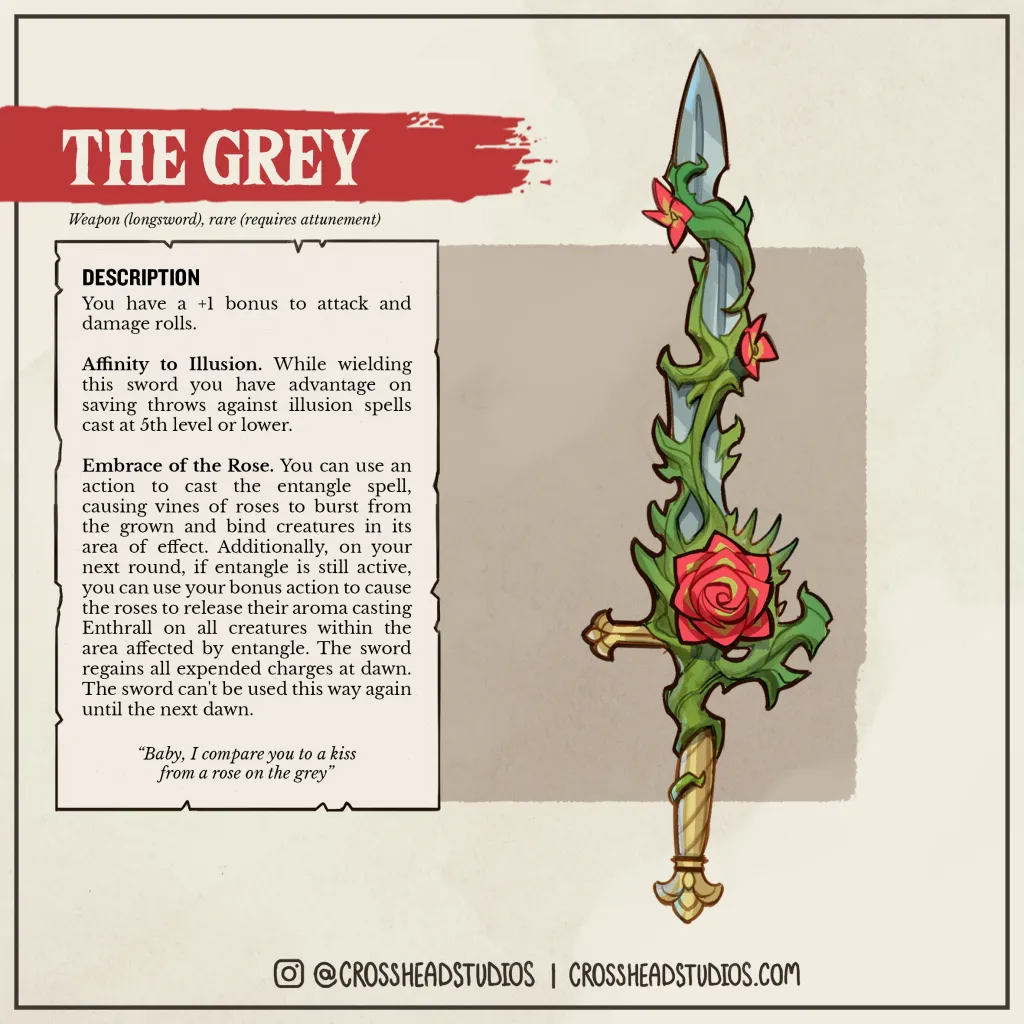 THE GREY
Weapon (longsword), rare (requires attunement)
DESCRIPTION
You have a +1 bonus to attack and
damage rolls.
Affinity to Illusion. While wielding
this sword you have advantage on
saving throws against illusion spells
cast at 5th level or lower.
Embrace of the Rose. You can use an
action to cast the entangle spell,
causing vines of roses to burst from
the grown and bind creatures in its
area of effect. Additionally, on your
next round, if entangle is still active,
you can use your bonus action to cause
the roses to release their aroma casting
Enthrall on all creatures within the
area affected by entangle. The sword
regains all expended charges at dawn.
The sword can't be used this way again
until the next dawn.
“Baby, I compare you to a kiss
from a rose on the grey”
@CROSSHEADSTUDIOS | CROSSHEADSTUDIOS.COM